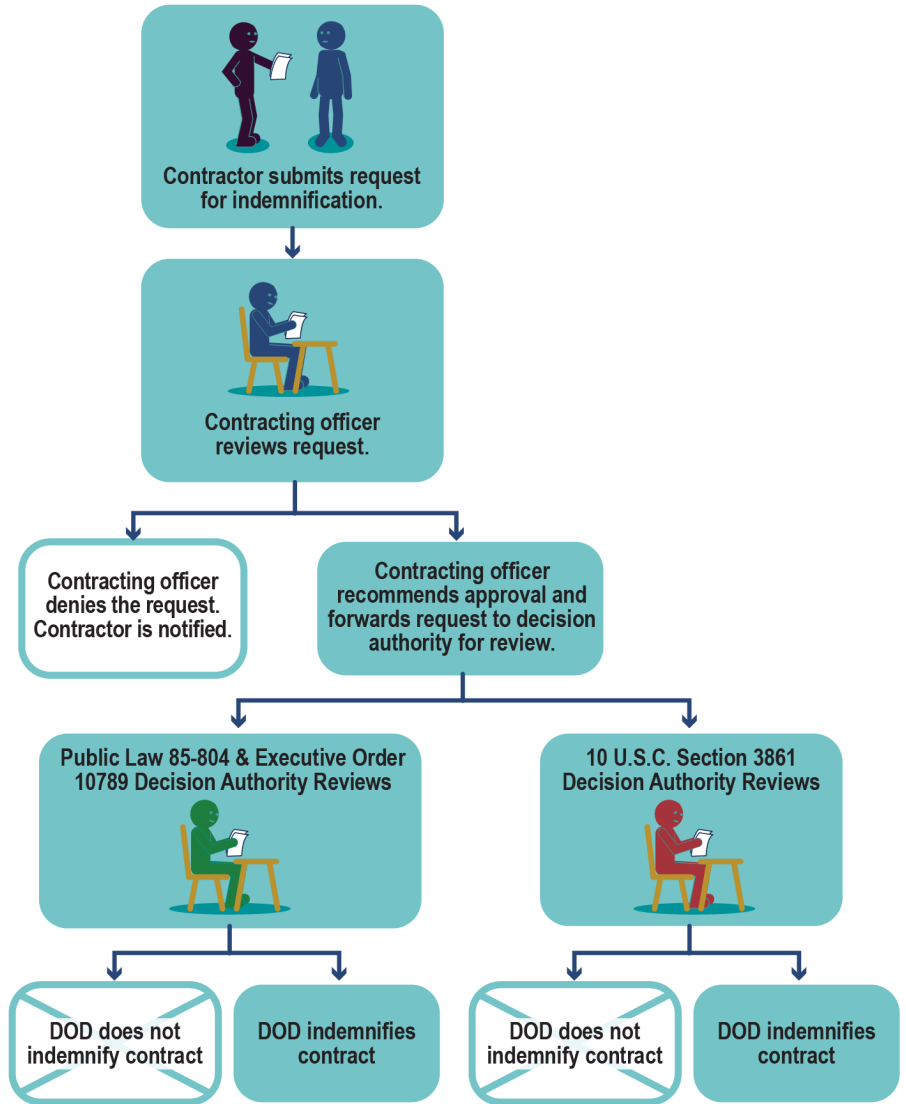 Contractor submits request
for indemnification.
Contracting officer
reviews request.
Contracting officer
denies the request.
Contractor is notified.
Contracting officer
recommends approval and
forwards request to decision
authority for review.
Public Law 85-804 & Executive Order
10789 Decision Authority Reviews
10 U.S.C. Section 3861
Decision Authority Reviews
DOD does not
indemnify contract
DOD indemnifies
contract
DOD does not
indemnify contract
DOD indemnifies
contract